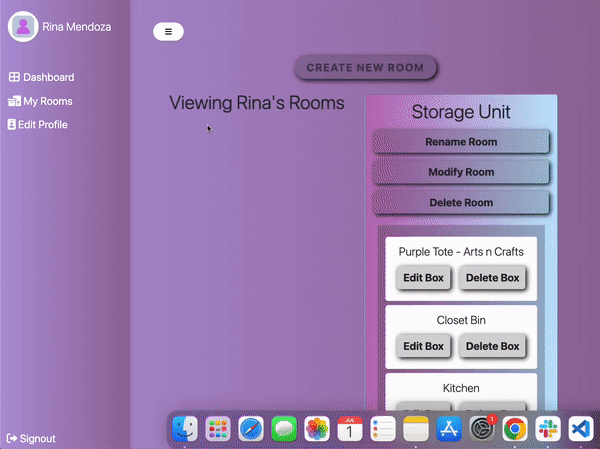 Rina Mendoza
Dashboard
My Rooms
Edit Profile
Signout
CREATE NEW ROOM
Viewing Rina's Rooms
Storage Unit
Rename Room
Modify Room
Delete Room
Purple Tote - Arts n Crafts
Edit Box Delete Box
Closet Bin
Edit Box Delete Box
Kitchen
JUL
1
1